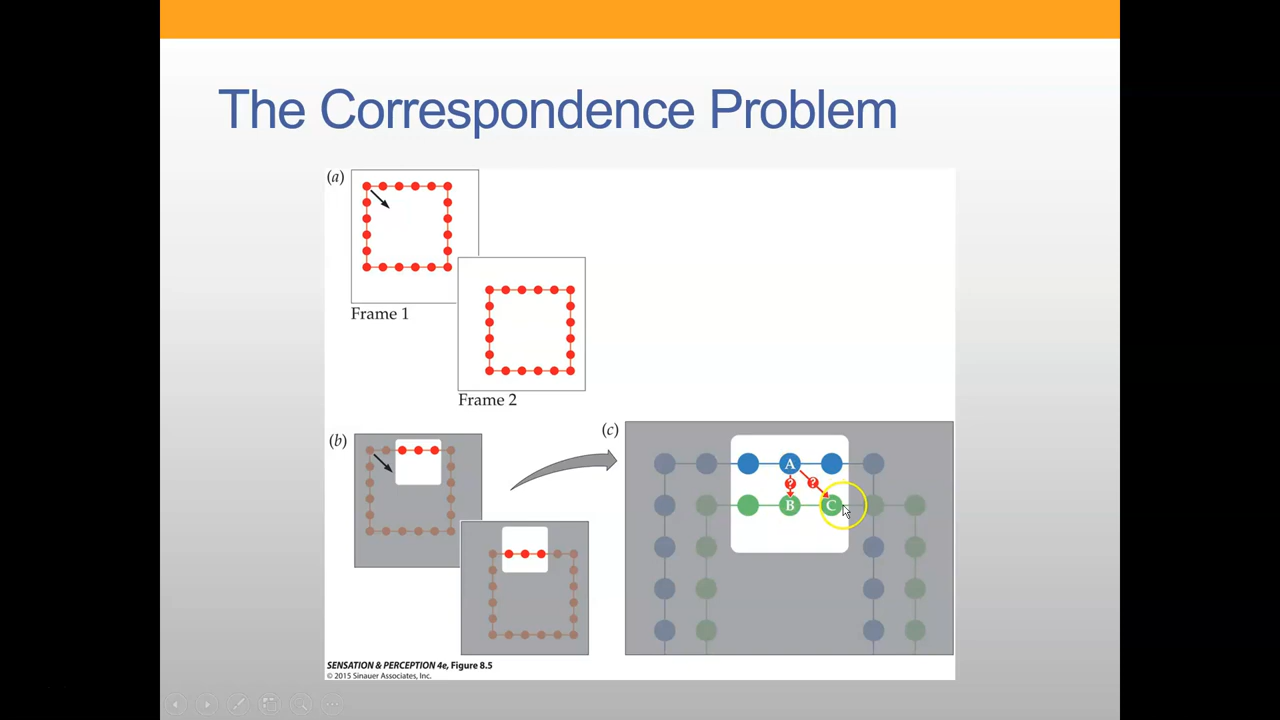 The Correspondence Problem
(a)
Frame 1
Frame 2
(b)
(c)
A
? ?
B C
SENSATION & PERCEPTION 4e, Figure 8.5
© 2015 Sinauer Associates, Inc.